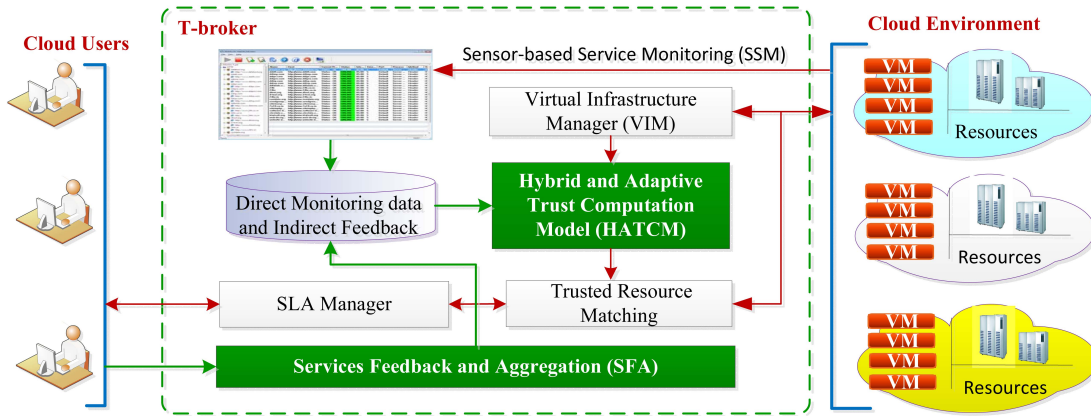 T-broker
Cloud Users
Cloud Environment
Sensor-based Service Monitoring (SSM)
Virtual Infrastructure
Manager (VIM)
Hybrid and Adaptive
Trust Computation
Model (HATCM)
Direct Monitoring data
and Indirect Feedback
SLA Manager
Trusted Resource
Matching
Services Feedback and Aggregation (SFA)
VM
VM
VM
VM
Resources
VM
VM
VM
VM
Resources
VM
VM
VM
VM
Resources